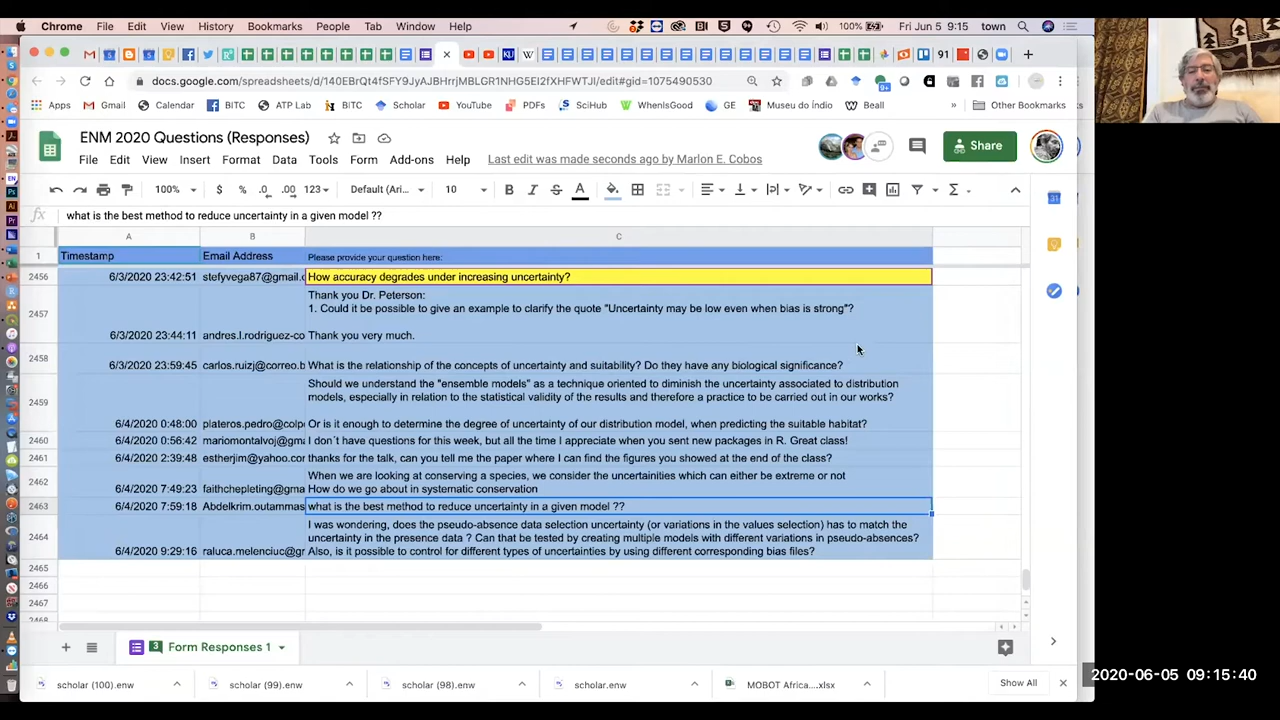 Chrome File Edit View History Bookmarks People Tab Window Help 100% Fri Jun 5 9:15 town
91
docs.google.com/spreadsheets/d/140EBrQt4fSFY9JyAJBHrrjMBLGR1NHG5EI2fXHFWTJI/edit#gid=1075490530
9+
Apps Gmail Calendar BITC ATP Lab BITC Scholar YouTube PDFs SciHub WhenIsGood GE Museu do Índio Beall » Other Bookmarks
ENM 2020 Questions (Responses)
File Edit View Insert Format Data Tools Form Add-ons Help Last edit was made seconds ago by Marlon E. Cobos
Share
100% $ % .0 .00 123 Default (Ari... 10 B I S A
fx what is the best method to reduce uncertainty in a given model ??
A B C
1 Timestamp Email Address Please provide your question here:
2456 6/3/2020 23:42:51 stefyvega87@gmail.c How accuracy degrades under increasing uncertainty?
Thank you Dr. Peterson:
1. Could it be possible to give an example to clarify the quote "Uncertainty may be low even when bias is strong"?
2457
6/3/2020 23:44:11 andres.l.rodriguez-co Thank you very much.
2458 6/3/2020 23:59:45 carlos.ruizj@correo.b What is the relationship of the concepts of uncertainty and suitability? Do they have any biological significance?
Should we understand the "ensemble models" as a technique oriented to diminish the uncertainty associated to distribution
models, especially in relation to the statistical validity of the results and therefore a practice to be carried out in our works?
2459
6/4/2020 0:48:00 plateros.pedro@colp Or is it enough to determine the degree of uncertainty of our distribution model, when predicting the suitable habitat?
2460 6/4/2020 0:56:42 mariomontalvoj@gma I don´t have questions for this week, but all the time I appreciate when you sent new packages in R. Great class!
2461 6/4/2020 2:39:48 estherjim@yahoo.cor thanks for the talk, can you tell me the paper where I can find the figures you showed at the end of the class?
When we are looking at conserving a species, we consider the uncertainities which can either be extreme or not
2462 6/4/2020 7:49:23 faithchepleting@gma How do we go about in systematic conservation
2463 6/4/2020 7:59:18 Abdelkrim.outammas what is the best method to reduce uncertainty in a given model ??
I was wondering, does the pseudo-absence data selection uncertainty (or variations in the values selection) has to match the
2464 uncertainty in the presence data ? Can that be tested by creating multiple models with different variations in pseudo-absences?
6/4/2020 9:29:16 raluca.melenciuc@gr Also, is it possible to control for different types of uncertainties by using different corresponding bias files?
2465
2466
2467
2468
+ 3 Form Responses 1
scholar (100).enw scholar (99).enw scholar (98).enw scholar.enw MOBOT Africa....xlsx Show All
2020-06-05 09:15:40